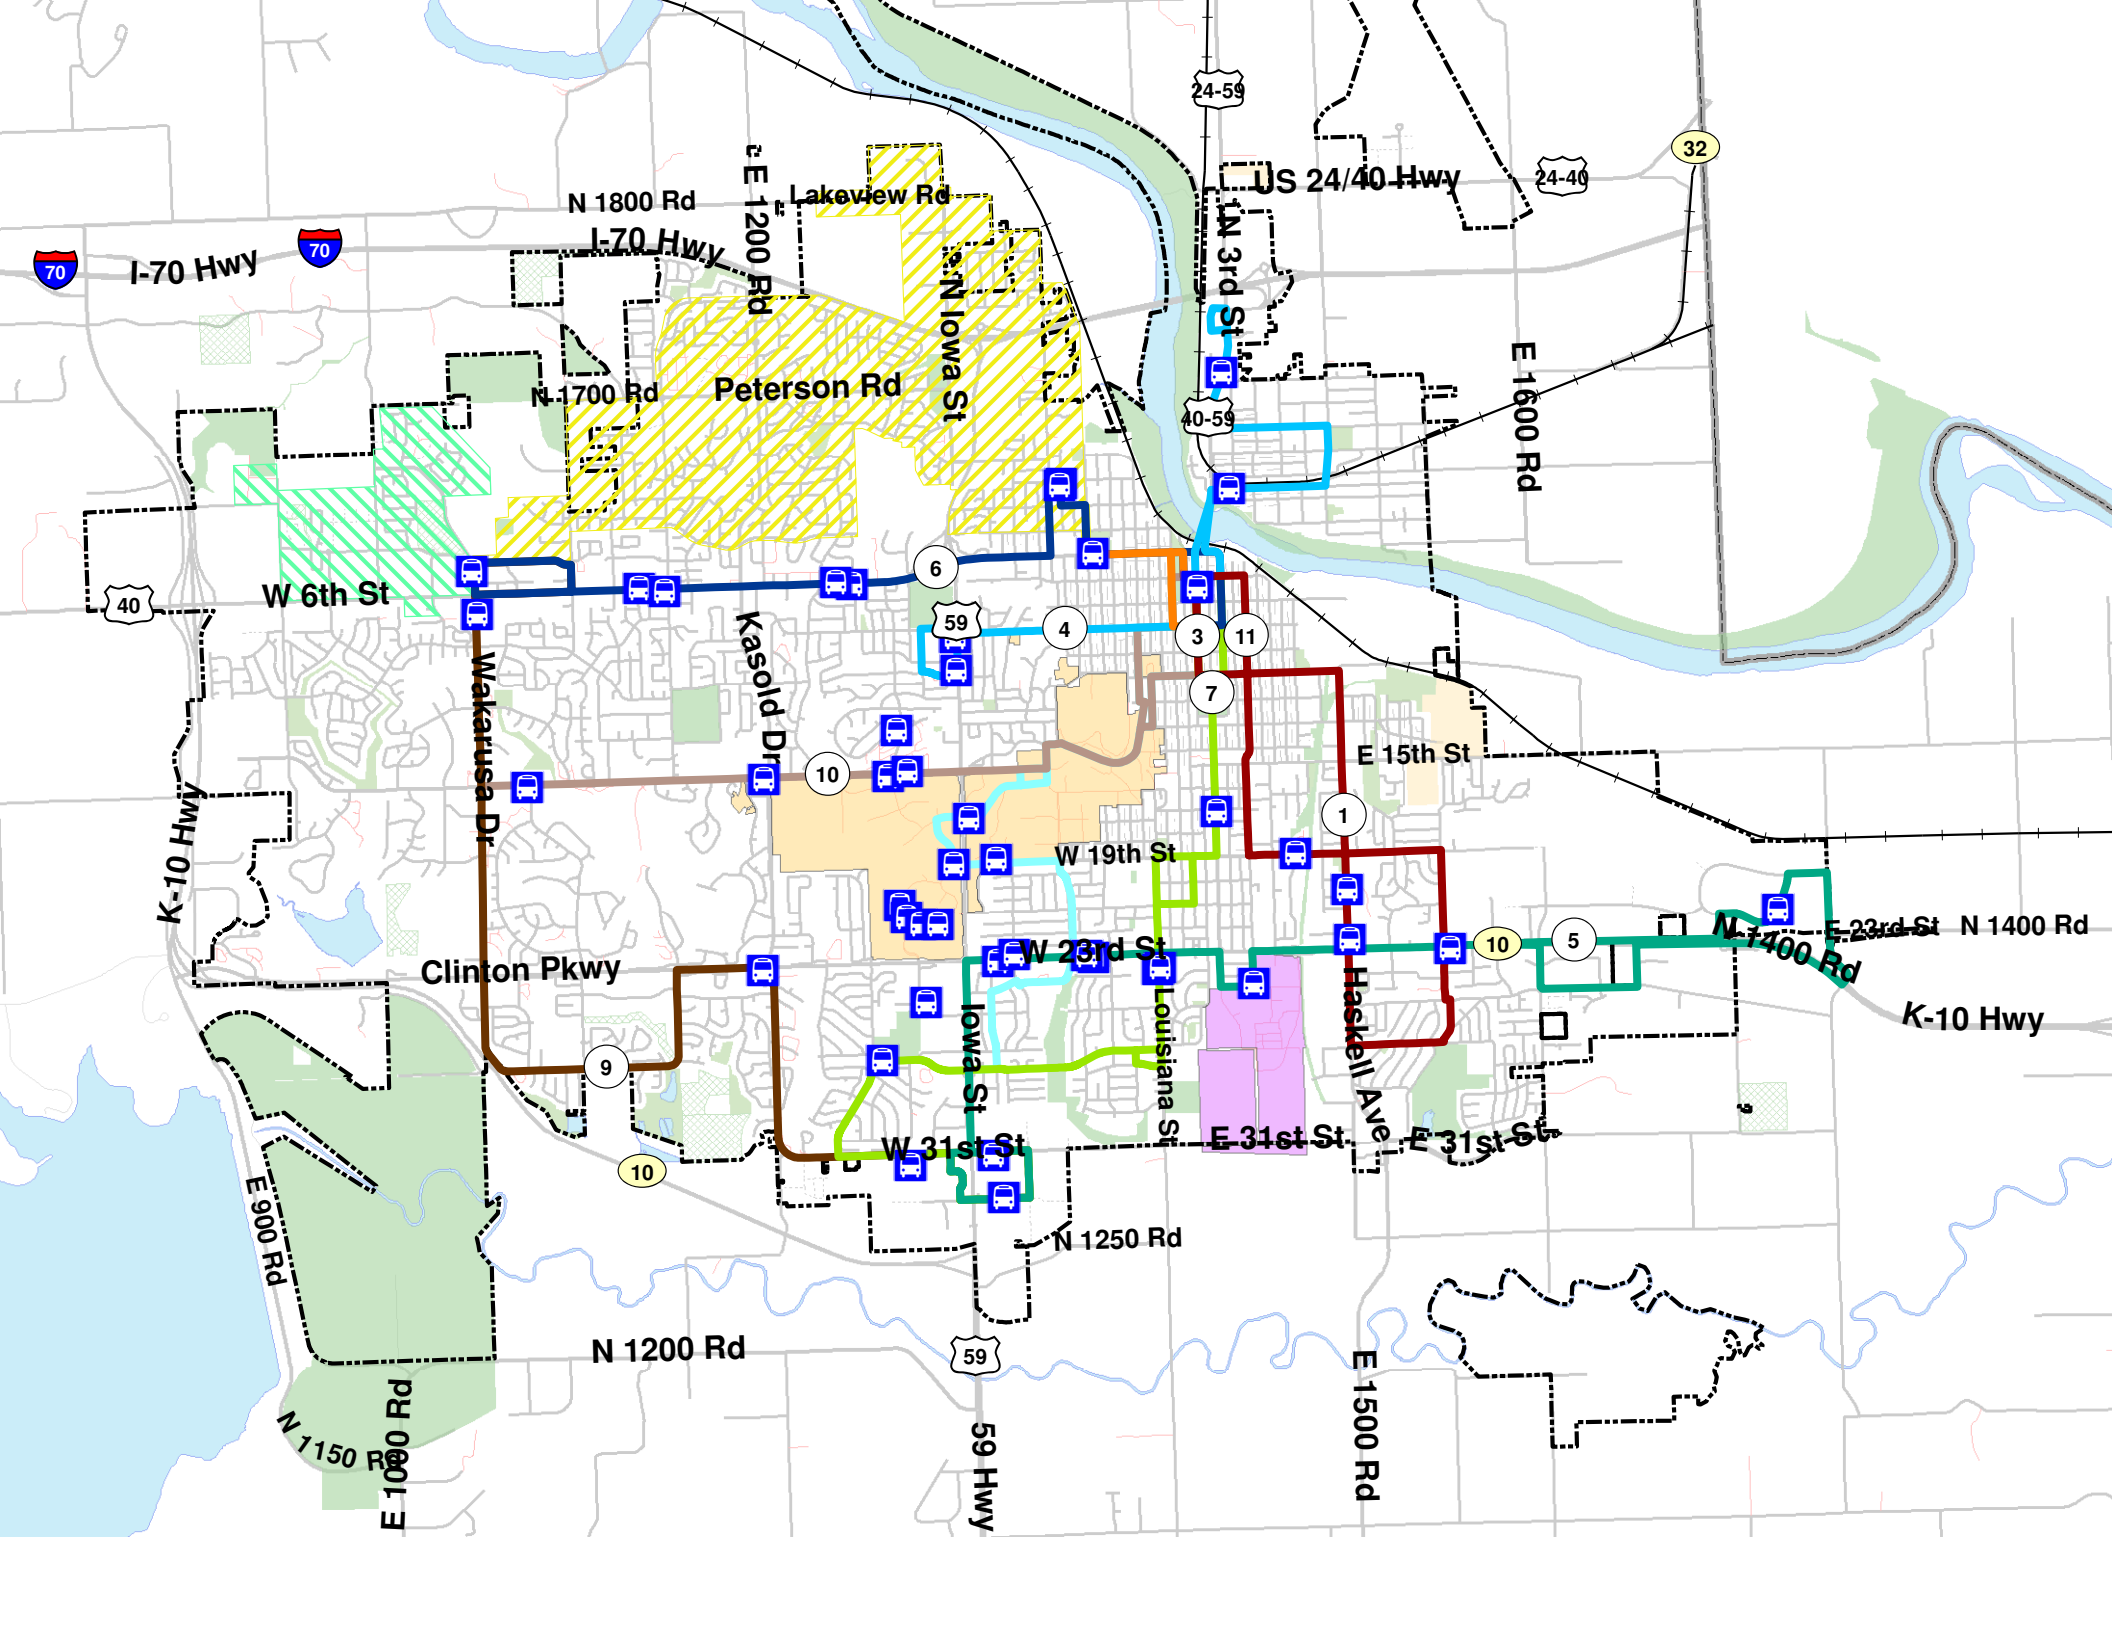 24-59
32
US 24/40 Hwy
24-40
N 1800 Rd
Lakeview Rd
E 1200 Rd
I-70 Hwy
70
70
I-70 Hwy
N 3rd St
N Iowa St
E 1600 Rd
Peterson Rd
N 1700 Rd
40-59
6
W 6th St
40
59
4
3
11
Kasold Dr
Wakarusa Dr
7
E 15th St
10
1
K-10 Hwy
W 19th St
W 23rd St
10
5
N 1400 Rd
E 23rd St
N 1400 Rd
Clinton Pkwy
K-10 Hwy
Iowa St
Louisiana St
Haskell Ave
9
W 31st St
E 31st St
E 31st St
10
E 900 Rd
N 1250 Rd
N 1200 Rd
59
E 1500 Rd
N 1150 Rd
E 1000 Rd
59 Hwy